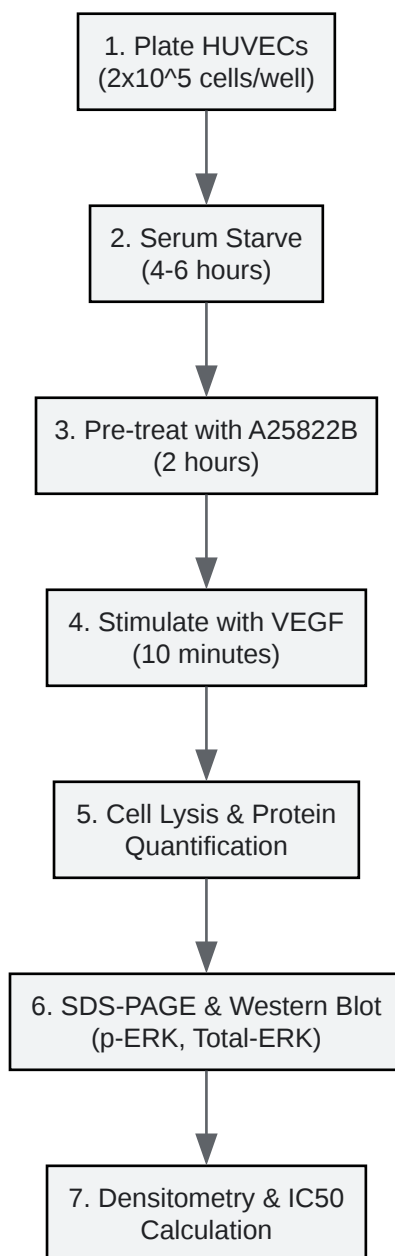 1. Plate HUVECs
(2x10^5 cells/well)
2. Serum Starve
(4-6 hours)
3. Pre-treat with A25822B
(2 hours)
4. Stimulate with VEGF
(10 minutes)
5. Cell Lysis & Protein
Quantification
6. SDS-PAGE & Western Blot
(p-ERK, Total-ERK)
7. Densitometry & IC50
Calculation